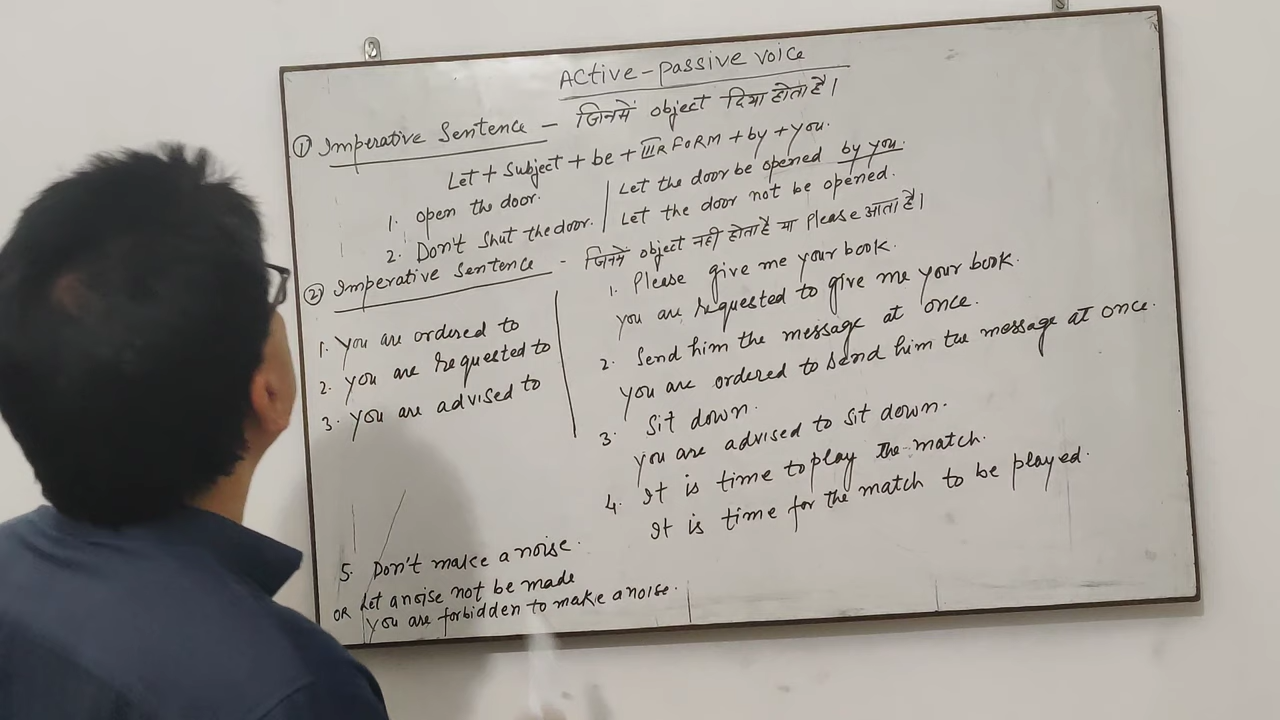 Active-passive voice
① Imperative Sentence - जिनमें object दिया होता है।
Let + Subject + be + IIIR FORM + by + you.
1. open the door.
Let the door be opened by you.
2. Don't shut the door.
Let the door not be opened.
② Imperative Sentence - जिनमें object नही होता है या Please आता है।
1. You are ordered to
2. You are requested to
3. You are advised to
1. Please give me your book.
you are requested to give me your book.
2. Send him the message at once.
You are ordered to send him the message at once.
3. Sit down.
you are advised to sit down.
4. It is time to play the match.
It is time for the match to be played.
5. Don't make a noise.
Let a noise not be made
OR You are forbidden to make a noise.